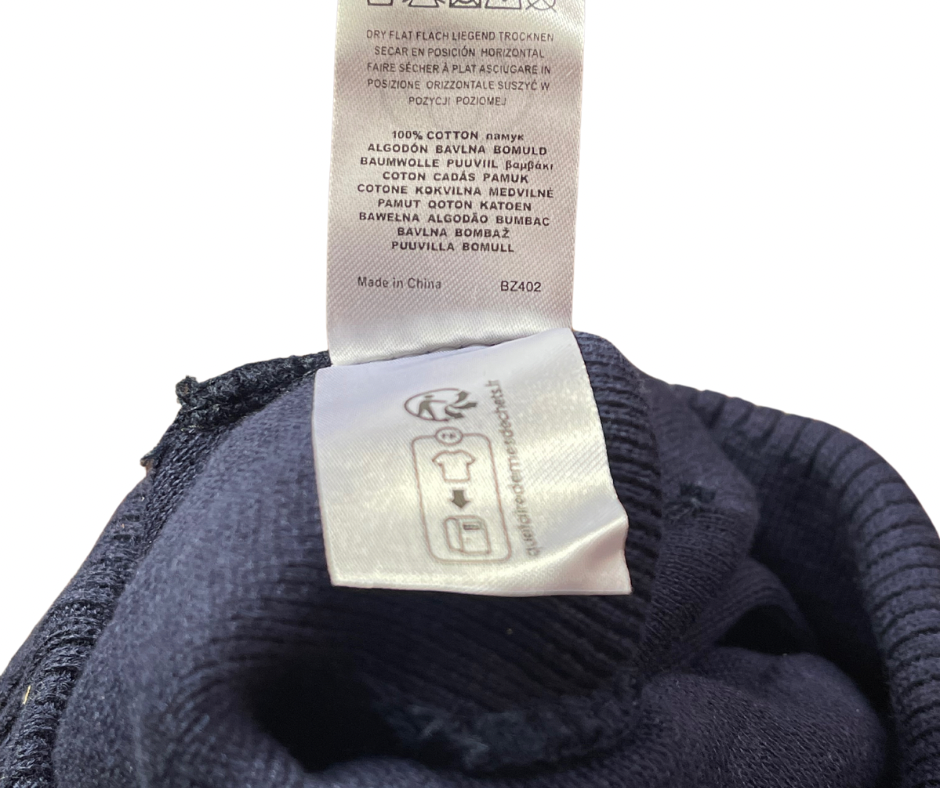 DRY FLAT FLACH LIEGEND TROCKNEN
SECAR EN POSICIÓN HORIZONTAL
FAIRE SÉCHER À PLAT ASCIUGARE IN
POSIZIONE ORIZZONTALE SUSZYĆ W
POZYCJI POZIOMEJ
100% COTTON памук
ALGODÓN BAVLNA BOMULD
BAUMWOLLE PUUVIIL βαμβάκι
COTON CADÁS PAMUK
COTONE KOKVILNA MEDVILNĖ
PAMUT QOTON KATOEN
BAWEŁNA ALGODÃO BUMBAC
BAVLNA BOMBAŽ
PUUVILLA BOMULL
Made in China BZ402
quefairedemesdechets.fr